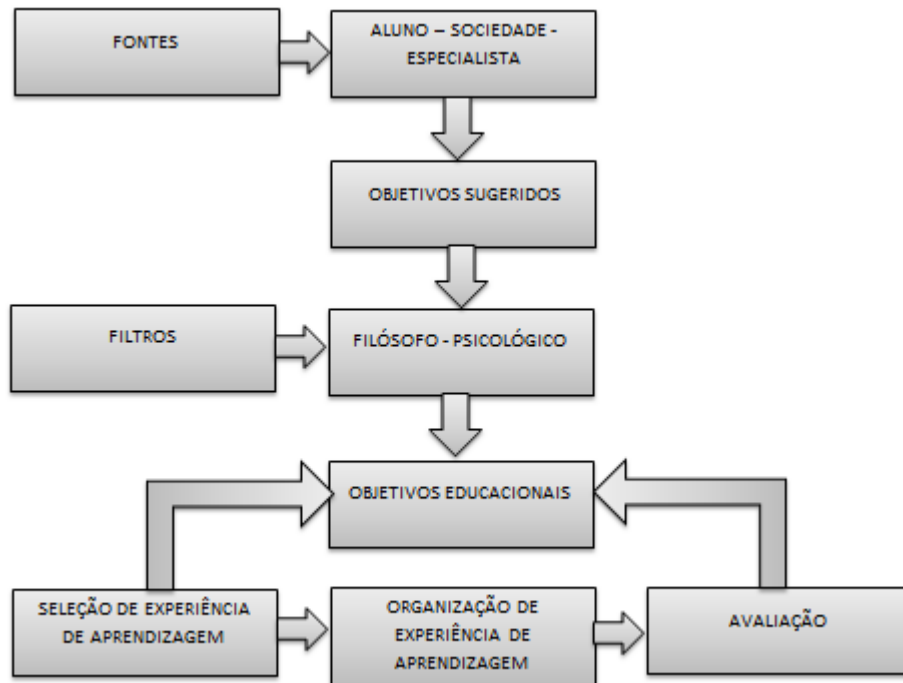 FONTES
ALUNO – SOCIEDADE -
ESPECIALISTA
OBJETIVOS SUGERIDOS
FILTROS
FILÓSOFO - PSICOLÓGICO
OBJETIVOS EDUCACIONAIS
SELEÇÃO DE EXPERIÊNCIA
DE APRENDIZAGEM
ORGANIZAÇÃO DE
EXPERIÊNCIA DE
APRENDIZAGEM
AVALIAÇÃO